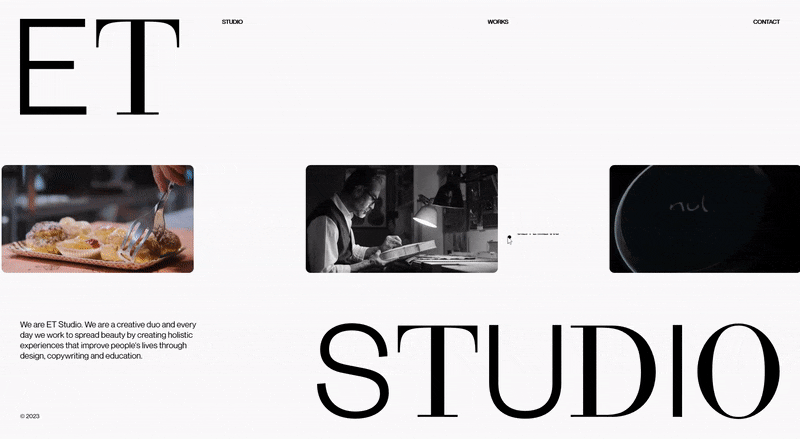 ET
STUDIO
WORKS
CONTACT
nul
We are ET Studio. We are a creative duo and every
day we work to spread beauty by creating holistic
experiences that improve people's lives through
design, copywriting and education.
STUDIO
© 2023